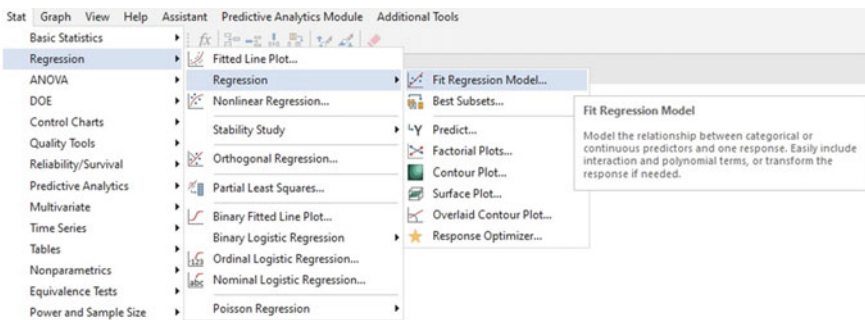 Stat Graph View Help Assistant Predictive Analytics Module Additional Tools
Basic Statistics
Regression
ANOVA
DOE
Control Charts
Quality Tools
Reliability/Survival
Predictive Analytics
Multivariate
Time Series
Tables
Nonparametrics
Equivalence Tests
Power and Sample Size
fx
Fitted Line Plot...
Regression
Nonlinear Regression...
Stability Study
Orthogonal Regression...
Partial Least Squares...
Binary Fitted Line Plot...
Binary Logistic Regression
123 Ordinal Logistic Regression...
abc Nominal Logistic Regression...
Poisson Regression
Fit Regression Model...
Best Subsets...
Y Predict...
Factorial Plots...
Contour Plot...
Surface Plot...
Overlaid Contour Plot...
Response Optimizer...
Fit Regression Model
Model the relationship between categorical or
continuous predictors and one response. Easily include
interaction and polynomial terms, or transform the
response if needed.